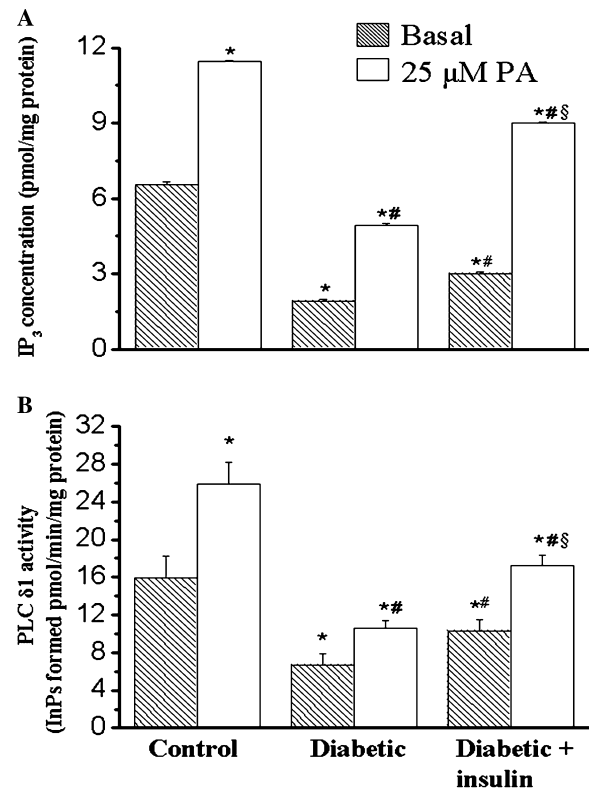 A
Basal
25 μM PA
IP3 concentration (pmol/mg protein)
12
9
6
3
0
*
*
*#
*#
*#§
B
PLC δ1 activity
(InPs formed pmol/min/mg protein)
32
28
24
20
16
12
8
4
0
*
*
*#
*#
*#§
Control
Diabetic
Diabetic +
insulin